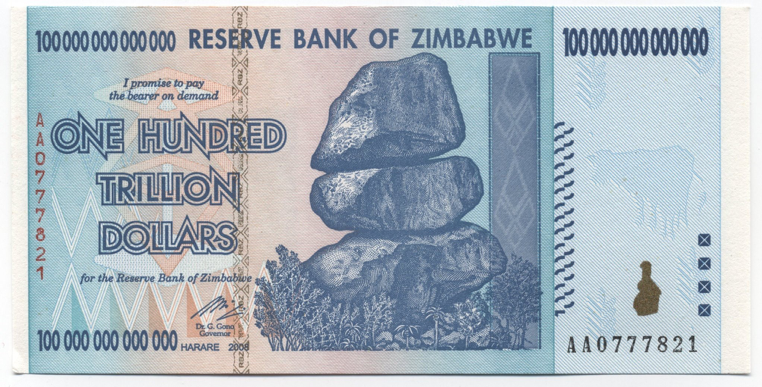 100 000 000 000 000 RESERVE BANK OF ZIMBABWE 100 000 000 000 000
I promise to pay
the bearer on demand
AA0777821
ONE HUNDRED
TRILLION
DOLLARS
for the Reserve Bank of Zimbabwe
Dr. G. Gono
Governor
100 000 000 000 000 HARARE 2008
AA0777821
RBZ
RBZ